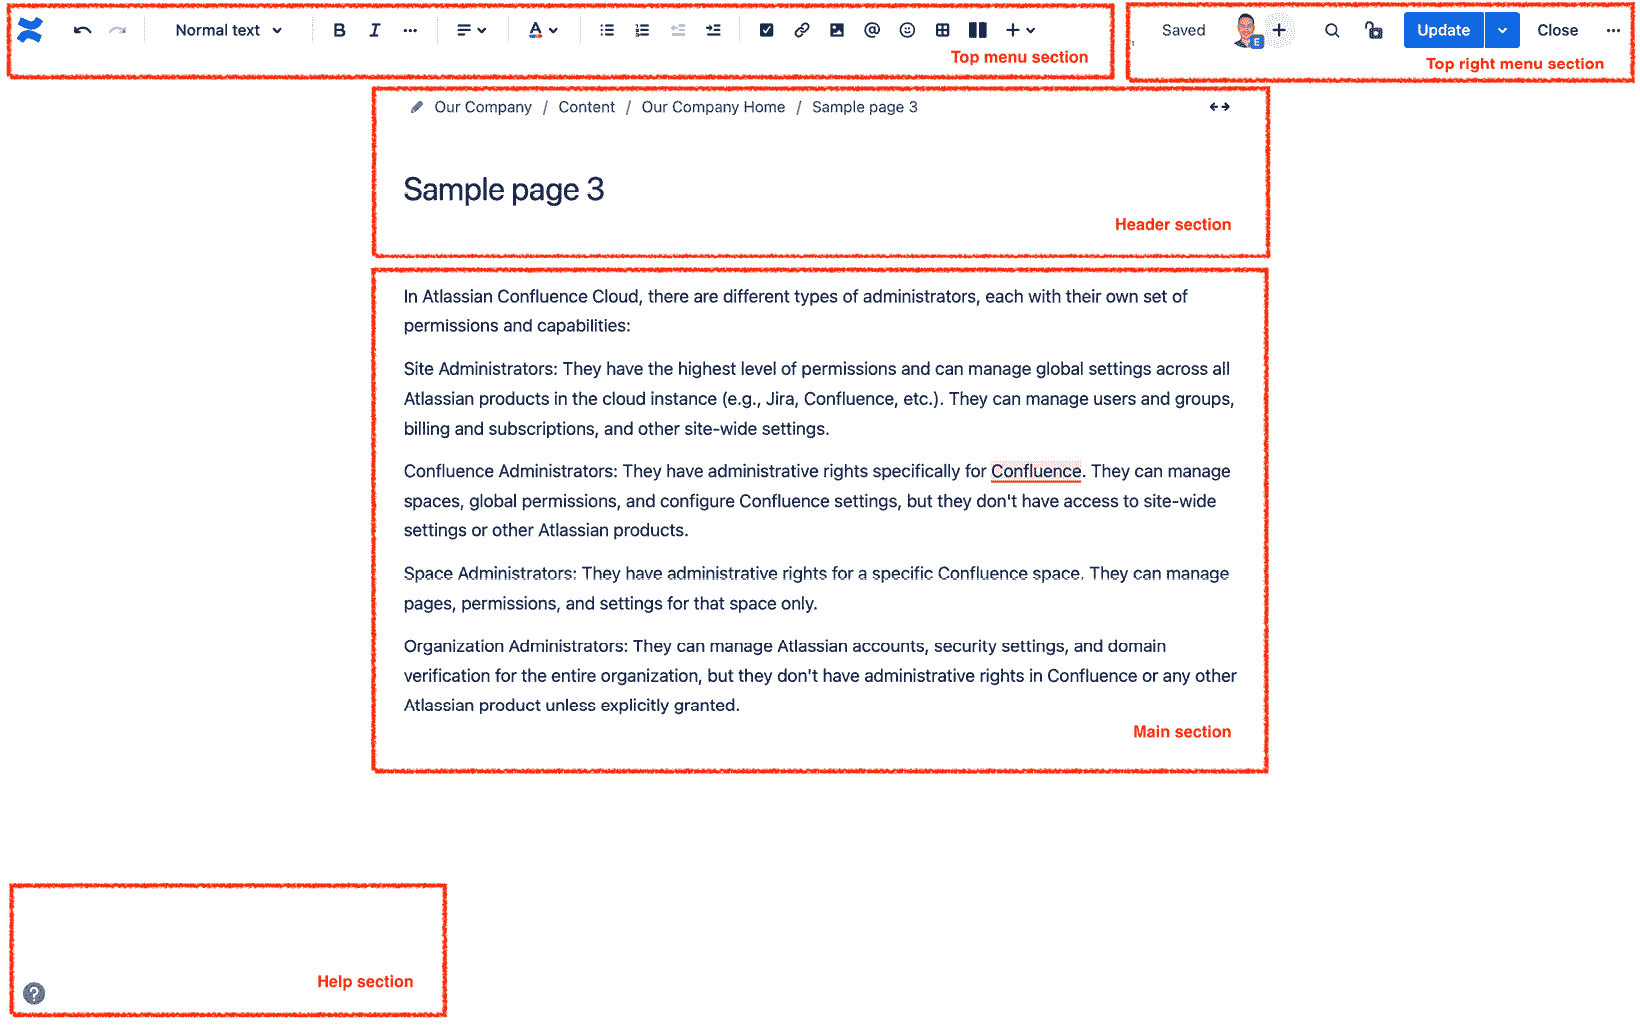 Normal text
B
I
A
Saved
E
Update
Close
Top menu section
Top right menu section
Our Company / Content / Our Company Home / Sample page 3
Sample page 3
Header section
In Atlassian Confluence Cloud, there are different types of administrators, each with their own set of
permissions and capabilities:
Site Administrators: They have the highest level of permissions and can manage global settings across all
Atlassian products in the cloud instance (e.g., Jira, Confluence, etc.). They can manage users and groups,
billing and subscriptions, and other site-wide settings.
Confluence Administrators: They have administrative rights specifically for Confluence. They can manage
spaces, global permissions, and configure Confluence settings, but they don't have access to site-wide
settings or other Atlassian products.
Space Administrators: They have administrative rights for a specific Confluence space. They can manage
pages, permissions, and settings for that space only.
Organization Administrators: They can manage Atlassian accounts, security settings, and domain
verification for the entire organization, but they don't have administrative rights in Confluence or any other
Atlassian product unless explicitly granted.
Main section
Help section
?